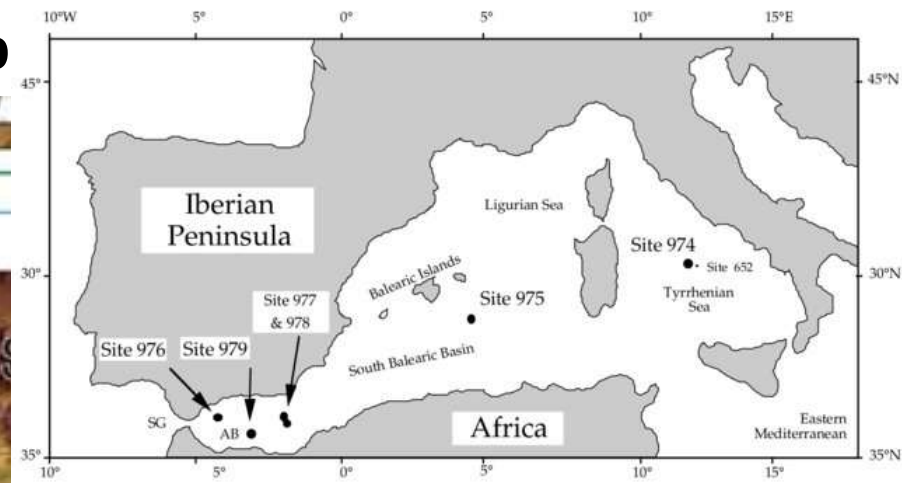 10°W 5° 0° 5° 10° 15°E
45° 45°N
Iberian
Peninsula
Ligurian Sea
Site 974
Site 652
30° 30°N
Balearic Islands
Tyrrhenian
Sea
Site 977
& 978
Site 975
Site 976 Site 979
South Balearic Basin
SG
AB
Africa
Eastern
Mediterranean
35° 35°N
10° 5° 0° 5° 10° 15°